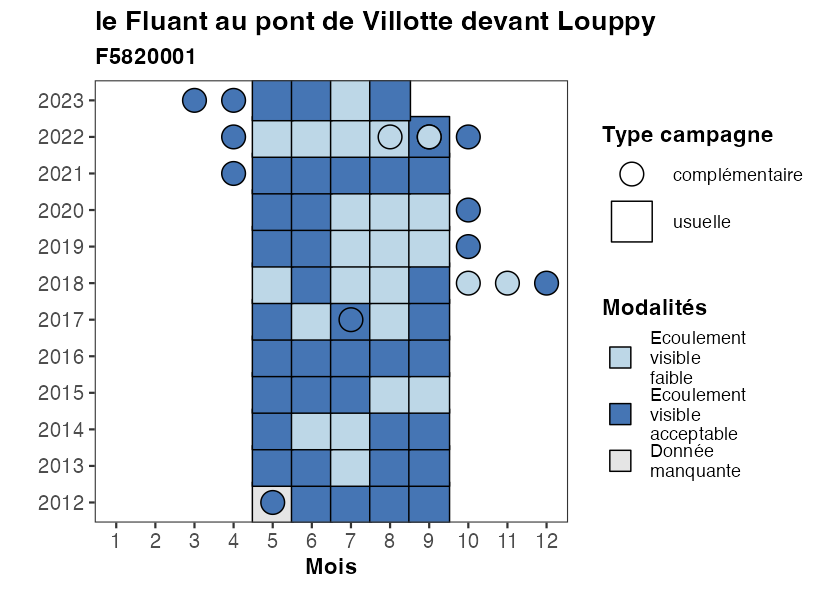 le Fluant au pont de Villotte devant Louppy
F5820001
2023
2022
2021
2020
2019
2018
2017
2016
2015
2014
2013
2012
1 2 3 4 5 6 7 8 9 10 11 12
Mois
Type campagne
complémentaire
usuelle
Modalités
Ecoulement
visible
faible
Ecoulement
visible
acceptable
Donnée
manquante